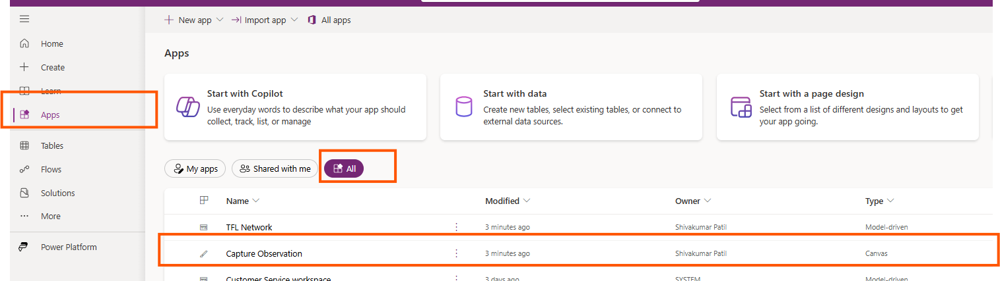 New app
Import app
All apps
Home
Create
Learn
Apps
Tables
Flows
Solutions
More
Power Platform
Apps
Start with Copilot
Use everyday words to describe what your app should
collect, track, list, or manage
Start with data
Create new tables, select existing tables, or connect to
external data sources.
Start with a page design
Select from a list of different designs and layouts to get
your app going.
My apps
Shared with me
All
Name Modified Owner Type
TFL Network 3 minutes ago Shivakumar Patil Model-driven
Capture Observation 3 minutes ago Shivakumar Patil Canvas
Customer Service workspace 3 days ago SYSTEM Model-driven